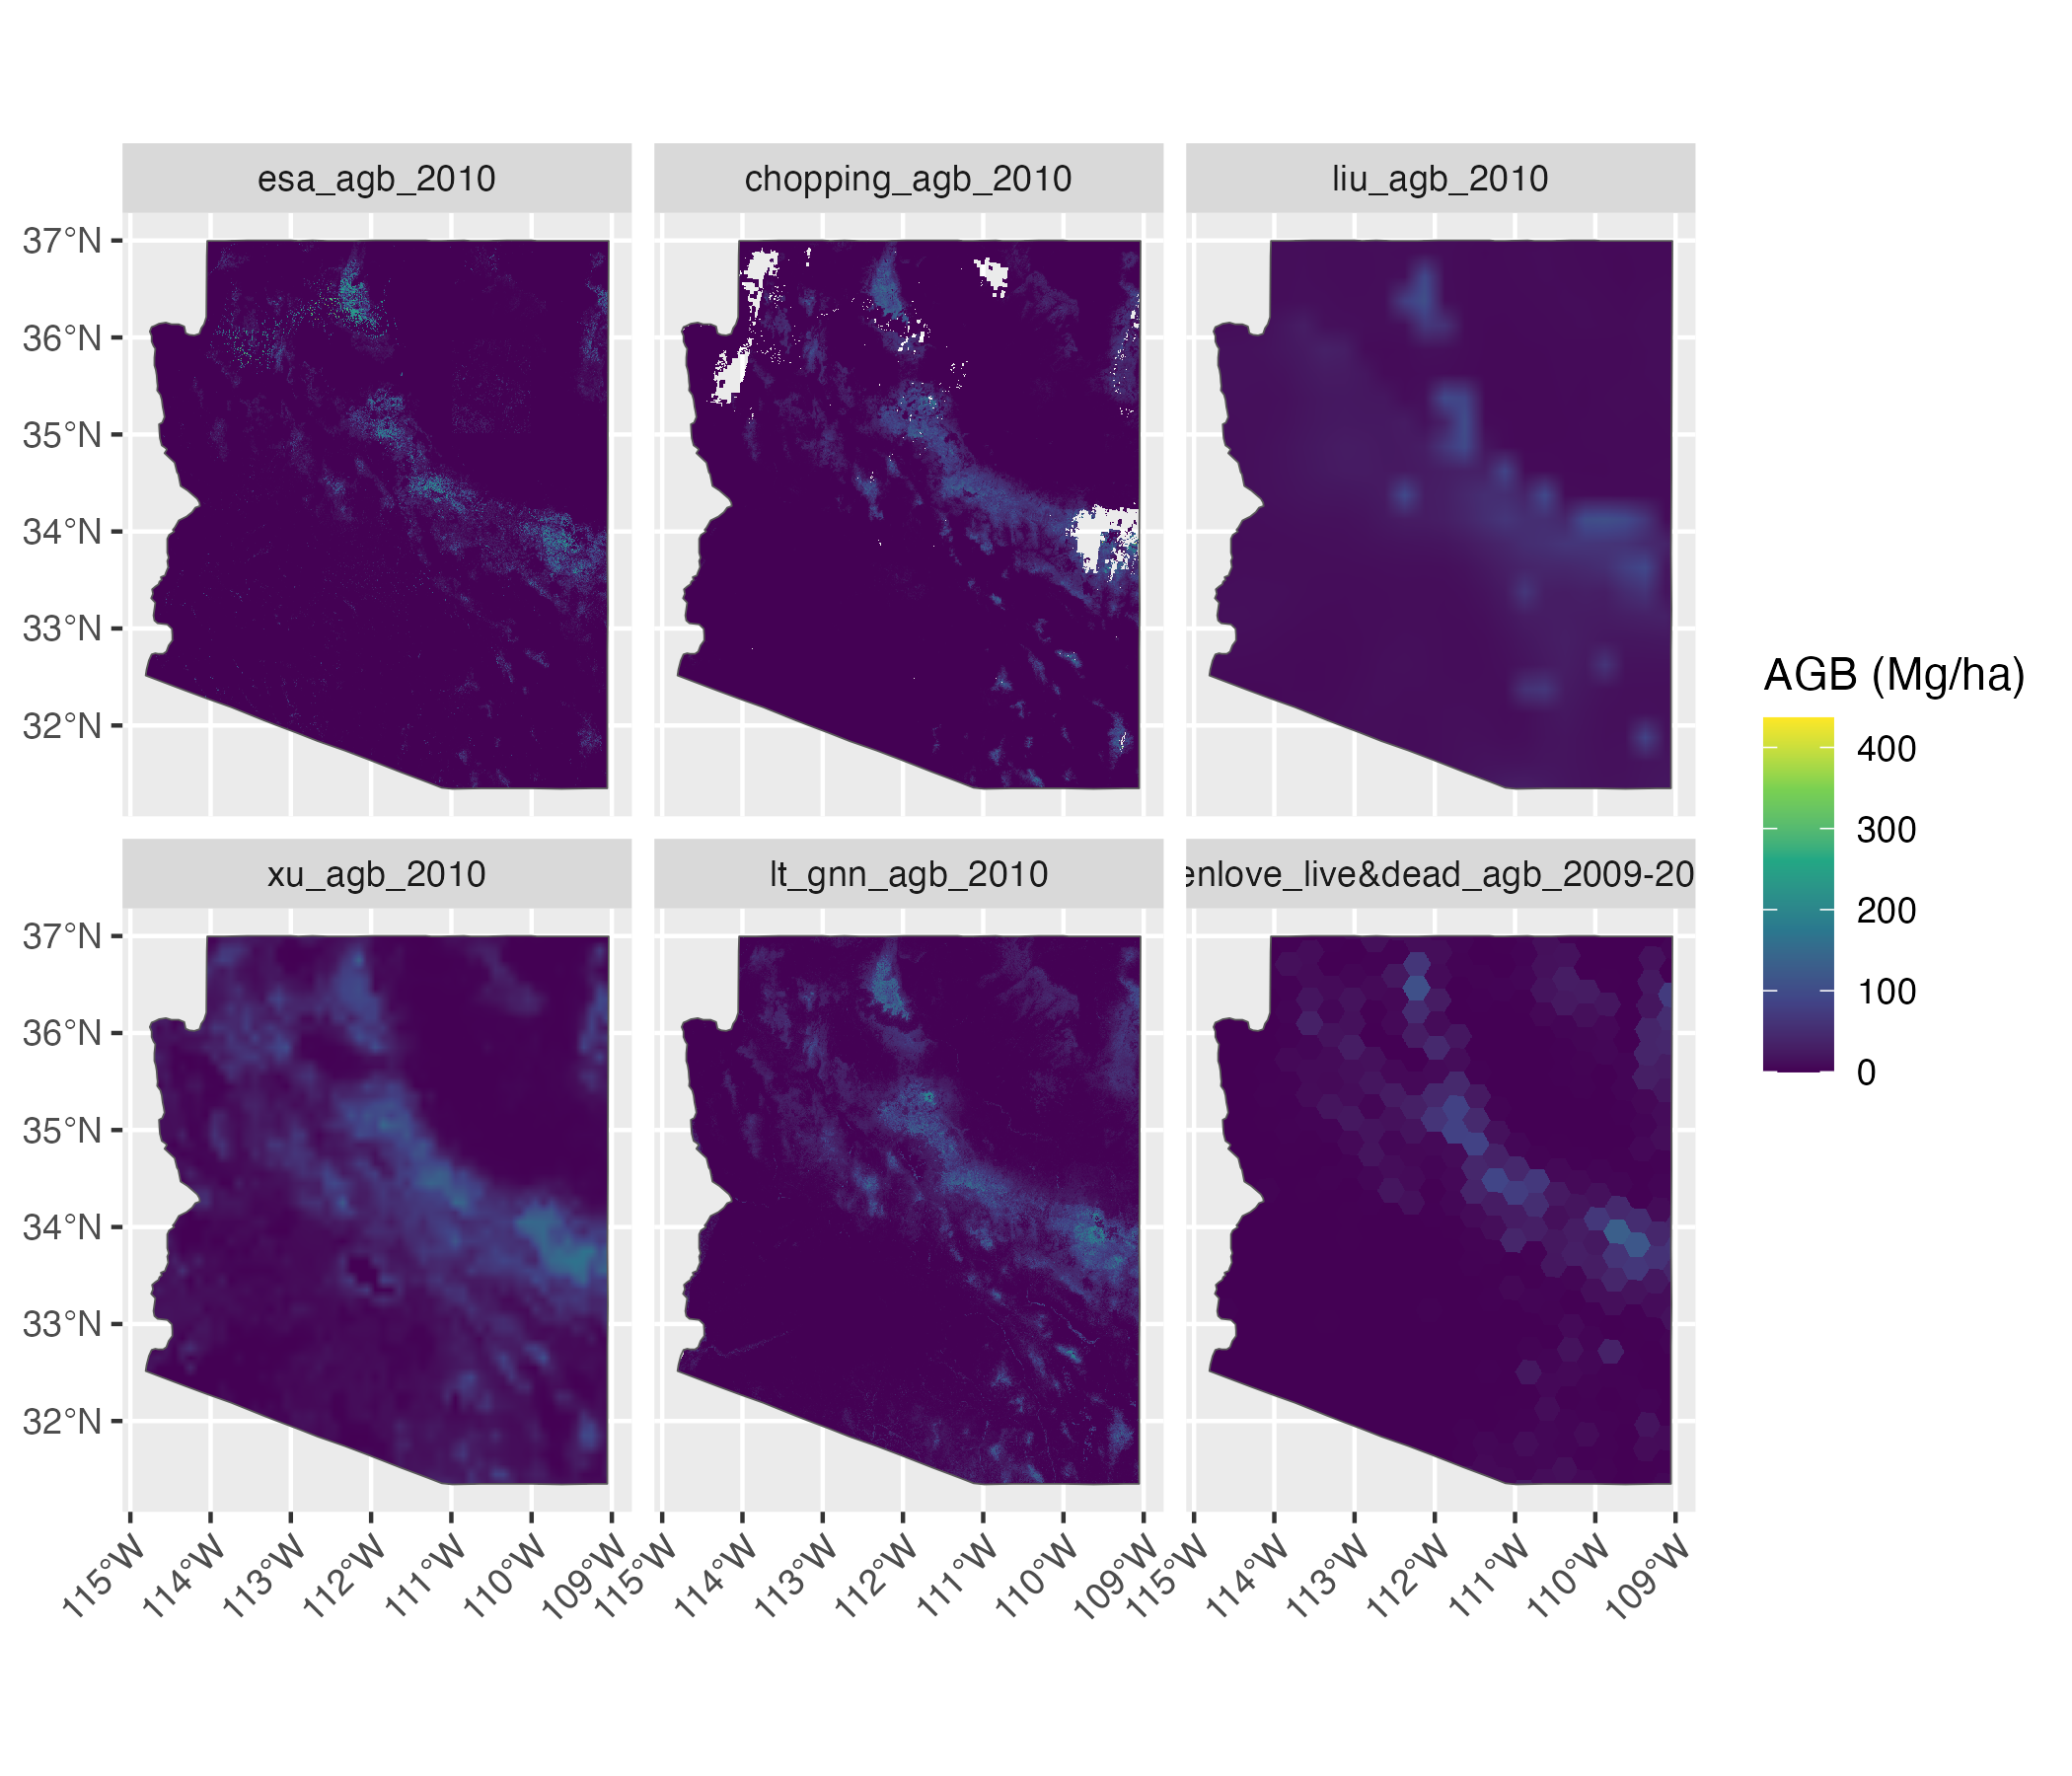 esa_agb_2010 chopping_agb_2010 liu_agb_2010
37°N
36°N
35°N
34°N
33°N
32°N
xu_agb_2010 lt_gnn_agb_2010 enlove_live&dead_agb_2009-20
37°N
36°N
35°N
34°N
33°N
32°N
115°W 114°W 113°W 112°W 111°W 110°W 109°W 115°W 114°W 113°W 112°W 111°W 110°W 109°W 115°W 114°W 113°W 112°W 111°W 110°W 109°W
AGB (Mg/ha)
400
300
200
100
0